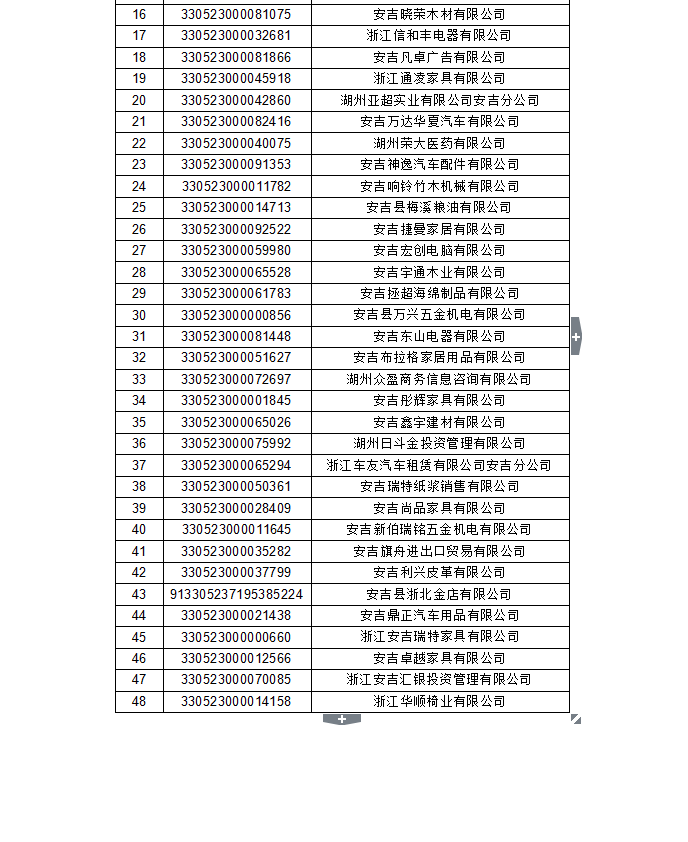 16 330523000081075 安吉晓荣木材有限公司
17 330523000032681 浙江信和丰电器有限公司
18 330523000081866 安吉凡卓广告有限公司
19 330523000045918 浙江通凌家具有限公司
20 330523000042860 湖州亚超实业有限公司安吉分公司
21 330523000082416 安吉万达华夏汽车有限公司
22 330523000040075 湖州荣大医药有限公司
23 330523000091353 安吉神逸汽车配件有限公司
24 330523000011782 安吉响铃竹木机械有限公司
25 330523000014713 安吉县梅溪粮油有限公司
26 330523000092522 安吉捷曼家居有限公司
27 330523000059980 安吉宏创电脑有限公司
28 330523000065528 安吉宇通木业有限公司
29 330523000061783 安吉拯超海绵制品有限公司
30 330523000000856 安吉县万兴五金机电有限公司
31 330523000081448 安吉东山电器有限公司
32 330523000051627 安吉布拉格家居用品有限公司
33 330523000072697 湖州众盈商务信息咨询有限公司
34 330523000001845 安吉彤辉家具有限公司
35 330523000065026 安吉鑫宇建材有限公司
36 330523000075992 湖州日斗金投资管理有限公司
37 330523000065294 浙江车友汽车租赁有限公司安吉分公司
38 330523000050361 安吉瑞特纸浆销售有限公司
39 330523000028409 安吉尚品家具有限公司
40 330523000011645 安吉新伯瑞铭五金机电有限公司
41 330523000035282 安吉旗舟进出口贸易有限公司
42 330523000037799 安吉利兴皮革有限公司
43 913305237195385224 安吉县浙北金店有限公司
44 330523000021438 安吉鼎正汽车用品有限公司
45 330523000000660 浙江安吉瑞特家具有限公司
46 330523000012566 安吉卓越家具有限公司
47 330523000070085 浙江安吉汇银投资管理有限公司
48 330523000014158 浙江华顺椅业有限公司